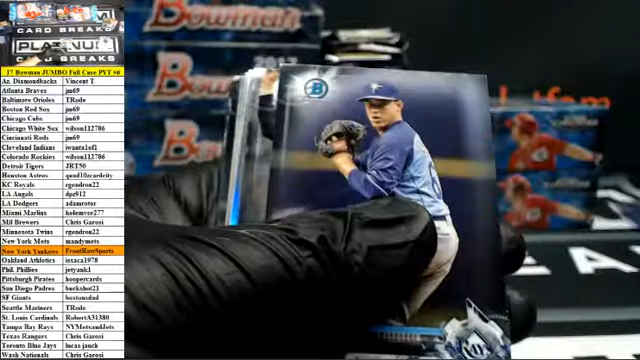 CARD BREAKS
PLATINUM
CARD BREAKS
17 Bowman JUMBO Full Case PYT #6
Az. Diamondbacks Vincent T.
Atlanta Braves jm69
Baltimore Orioles TRode
Boston Red Sox jm69
Chicago Cubs jm69
Chicago White Sox wilson112786
Cincinnati Reds jm69
Cleveland Indians iwanta1of1
Colorado Rockies wilson112786
Detroit Tigers JRT50
Houston Astros quad10cardcity
KC Royals rgendron22
LA Angels dpz912
LA Dodgers adamroter
Miami Marlins kelemvor277
Mil Brewers Chris Garosi
Minnesota Twins rgendron22
New York Mets mandymets
New York Yankees FrontRowSports
Oakland Athletics issaca1978
Phil. Phillies jetyank1
Pittsburgh Pirates hoopercards
San Diego Padres buckshot21
SF Giants bostonsdad
Seattle Mariners TRode
St. Louis Cardinals RobertA31380
Tampa Bay Rays NYMetsandJets
Texas Rangers Chris Garosi
Toronto Blue Jays lucas jauch
Wash Nationals Chris Garosi
Bowman
Bowman
Bowman